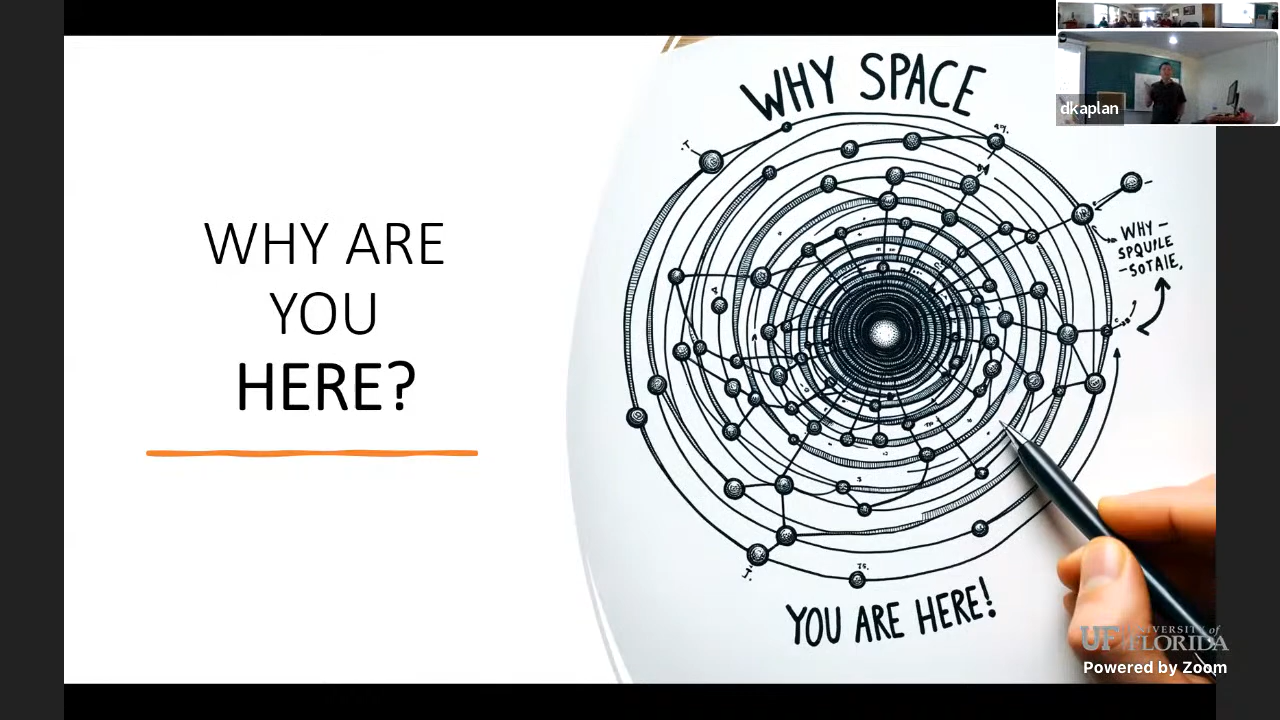 WHY ARE
YOU
HERE?
WHY SPACE
WHY –
SPQUILE
–SOTAIE,
YOU ARE HERE!
dkaplan
UF UNIVERSITY of
FLORIDA
Powered by Zoom